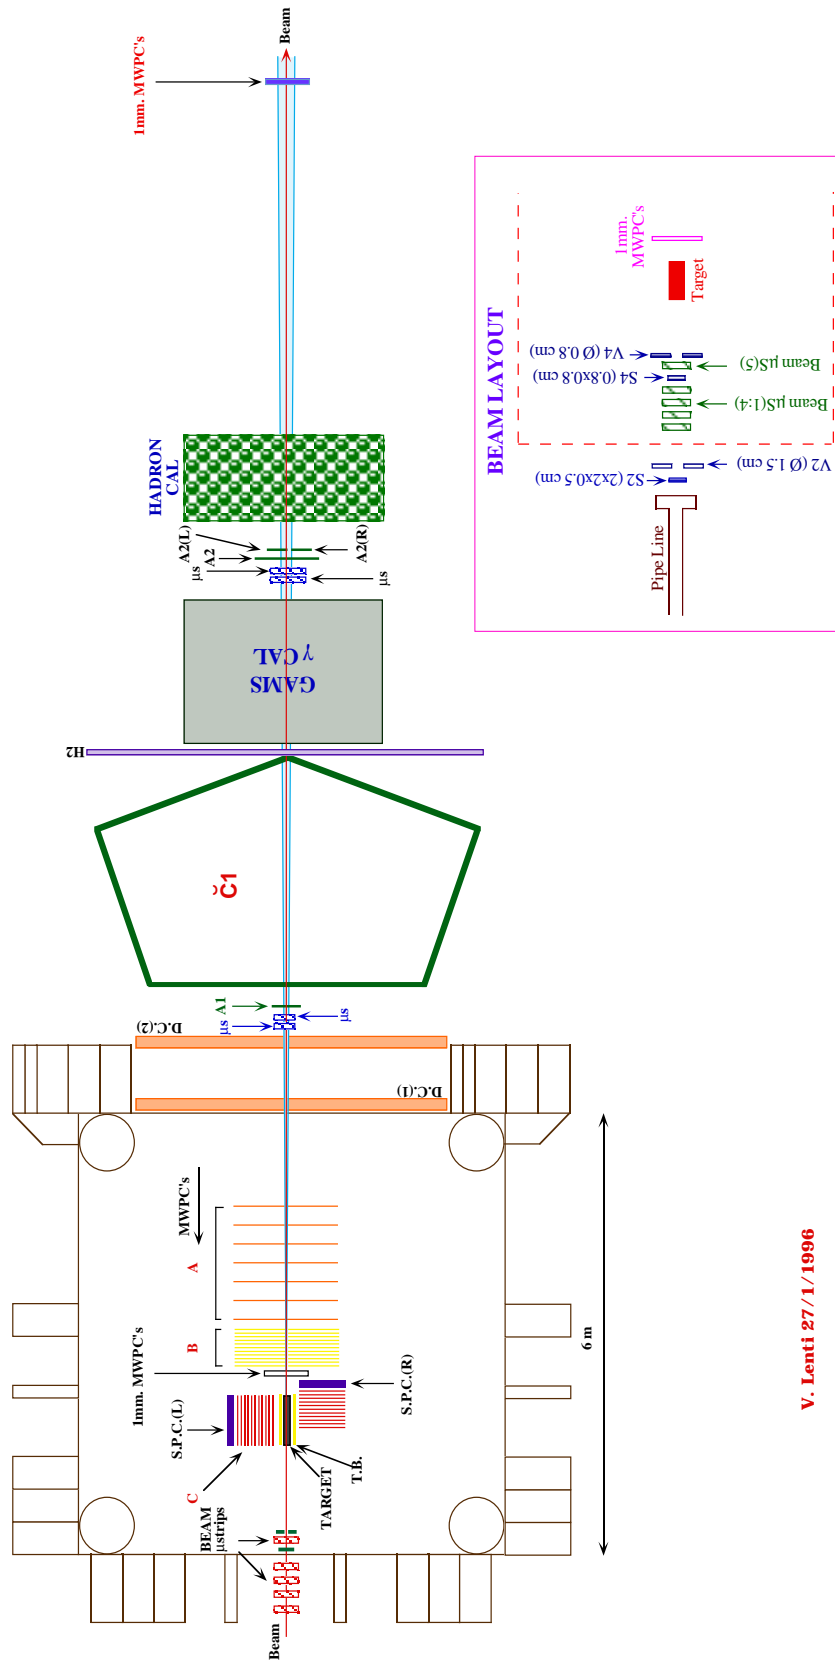 Beam
1mm. MWPC's
HADRON
CAL
A2(L)
A2
A2(R)
µs
µs
GAMS
γ CAL
H2
Č1
A1
µs
µs
D.C.(2)
D.C.(1)
MWPC's
A
B
1mm. MWPC's
S.P.C.(L)
S.P.C.(R)
C
T.B.
TARGET
BEAM
µstrips
Beam
6 m
V. Lenti 27/1/1996
BEAM LAYOUT
1mm.
MWPC's
Target
V4 (Ø 0.8 cm)
Beam µS(5)
S4 (0.8x0.8 cm)
Beam µS(1:4)
V2 (Ø 1.5 cm)
S2 (2x2x0.5 cm)
Pipe Line